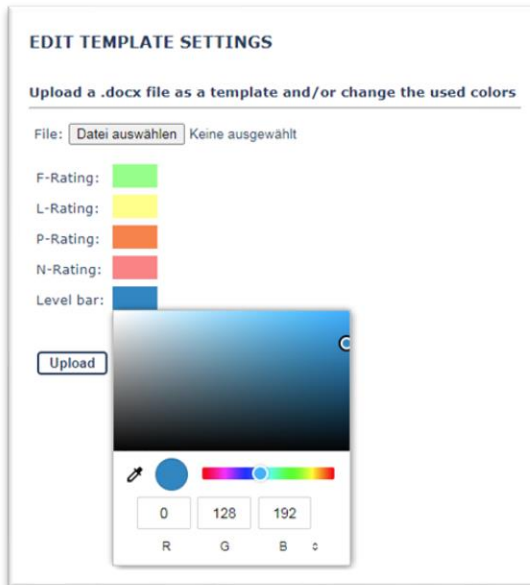 EDIT TEMPLATE SETTINGS
Upload a .docx file as a template and/or change the used colors
File: Datei auswählen Keine ausgewählt
F-Rating:
L-Rating:
P-Rating:
N-Rating:
Level bar:
Upload
0 128 192
R G B